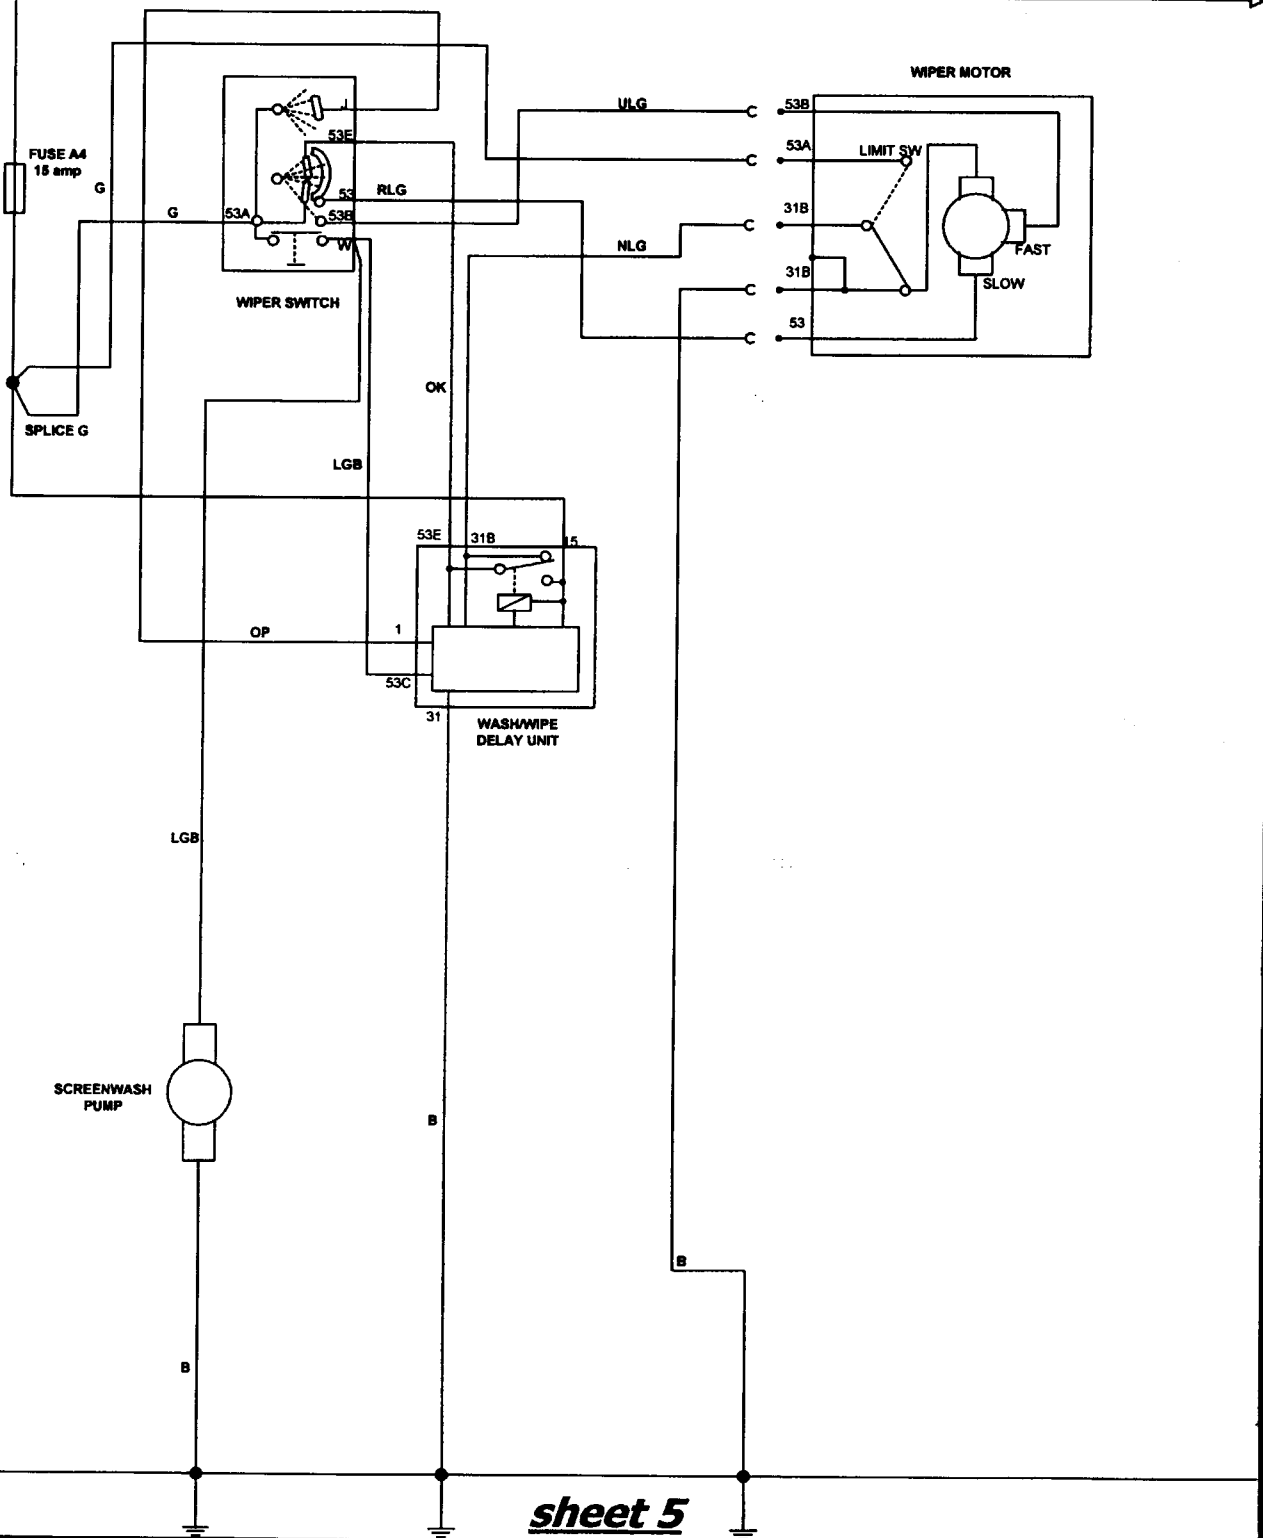 WIPER MOTOR
J
ULG
53B
53E
FUSE A4
15 amp
53A
LIMIT SW
G
RLG
53
G
53A
53B
31B
W
NLG
FAST
31B
SLOW
WIPER SWITCH
53
OK
SPLICE G
LGB
53E
31B
15
OP
1
53C
31
WASH/WIPE
DELAY UNIT
LGB
SCREENWASH
PUMP
B
B
B
sheet 5